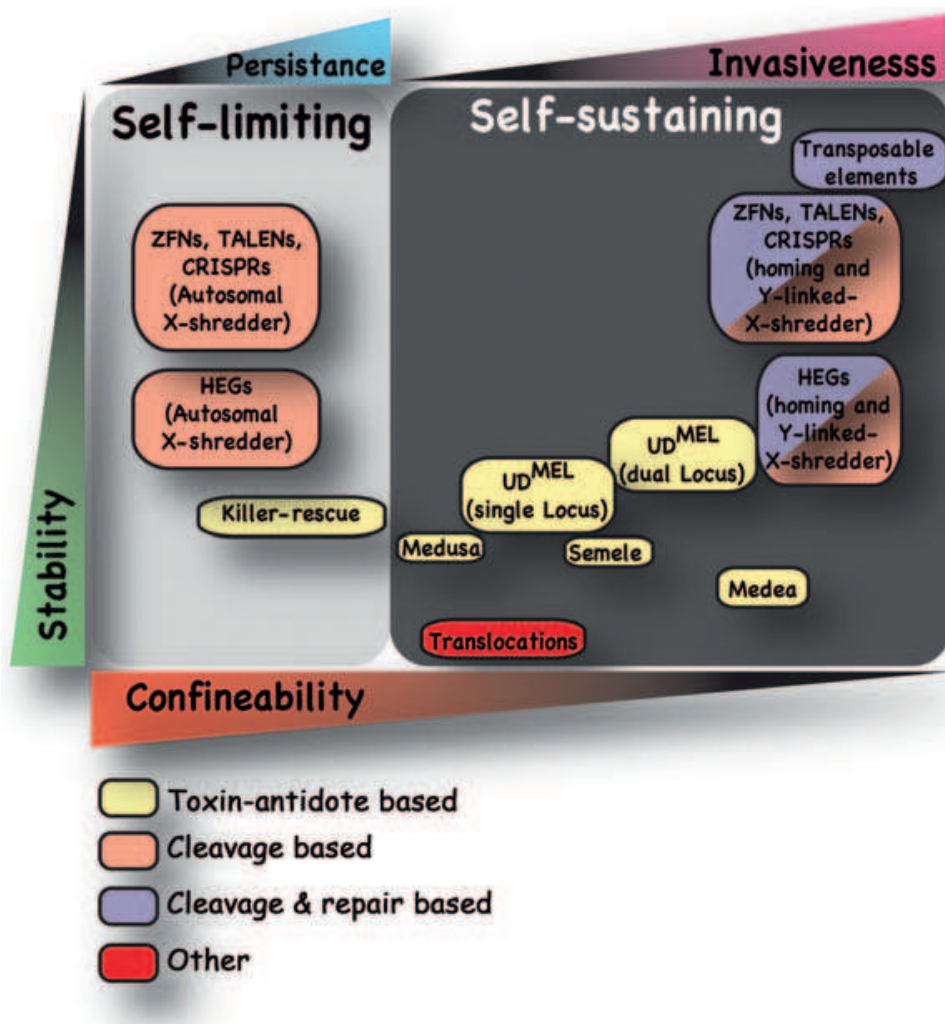 Persistance
Invasivenesss
Self-limiting
Self-sustaining
Transposable
elements
ZFNs, TALENs,
CRISPRs
(Autosomal
X-shredder)
ZFNs, TALENs,
CRISPRs
(homing and
Y-linked-
X-shredder)
HEGs
(Autosomal
X-shredder)
HEGs
(homing and
Y-linked-
X-shredder)
UDMEL
(dual Locus)
UDMEL
(single Locus)
Killer-rescue
Medusa
Semele
Medea
Translocations
Stability
Confineability
Toxin-antidote based
Cleavage based
Cleavage & repair based
Other